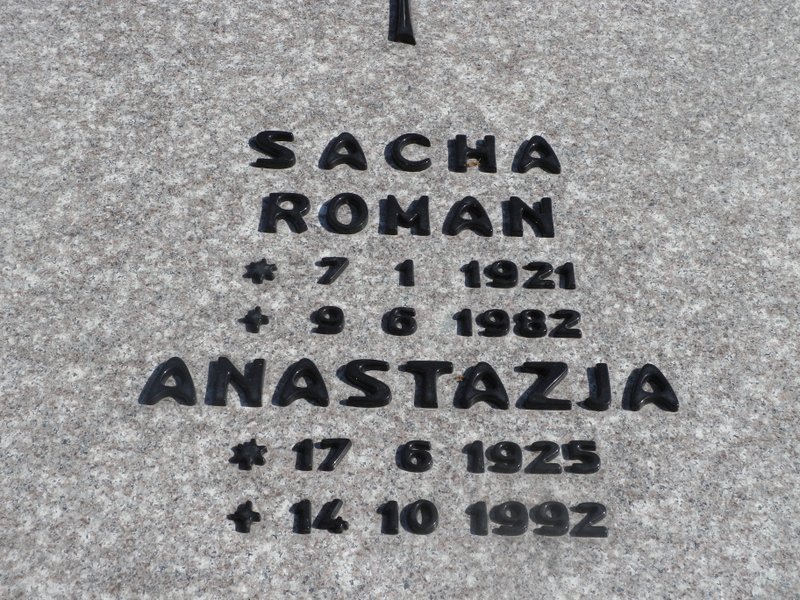 SACHA
ROMAN
* 7 1 1921
+ 9 6 1982
ANASTAZJA
* 17 6 1925
+ 14 10 1992